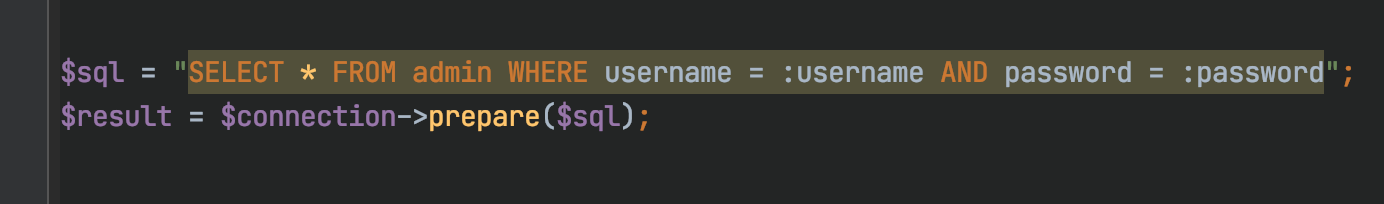 $sql = "SELECT * FROM admin WHERE username = :username AND password = :password";
$result = $connection->prepare($sql);